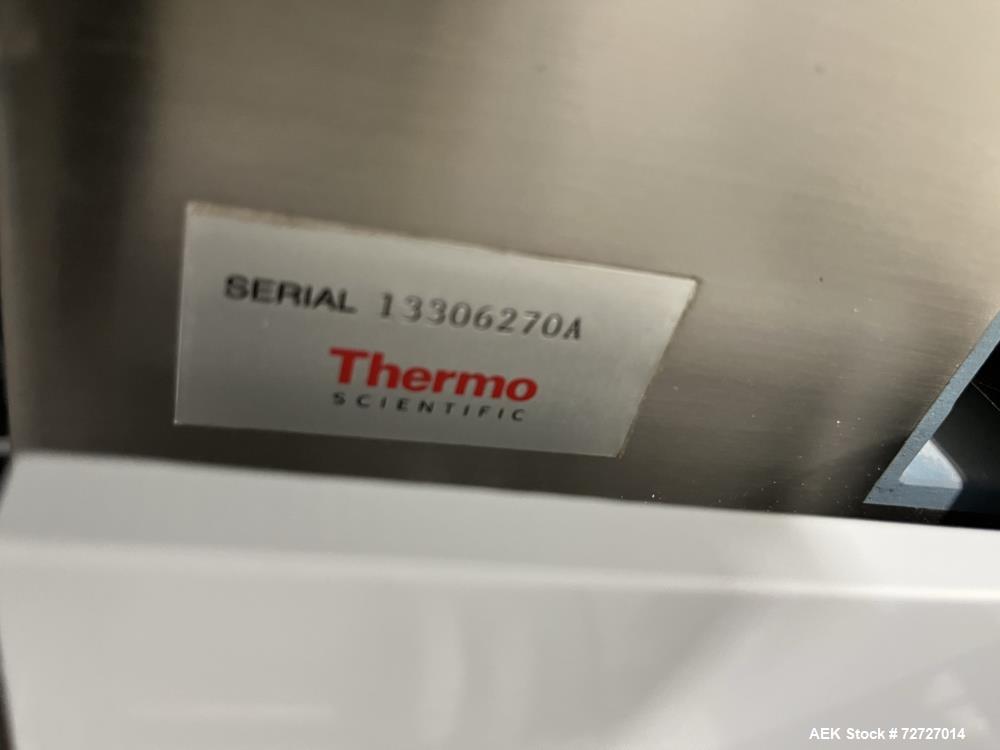 SERIAL 13306270A
Thermo
SCIENTIFIC
AEK Stock # 72727014